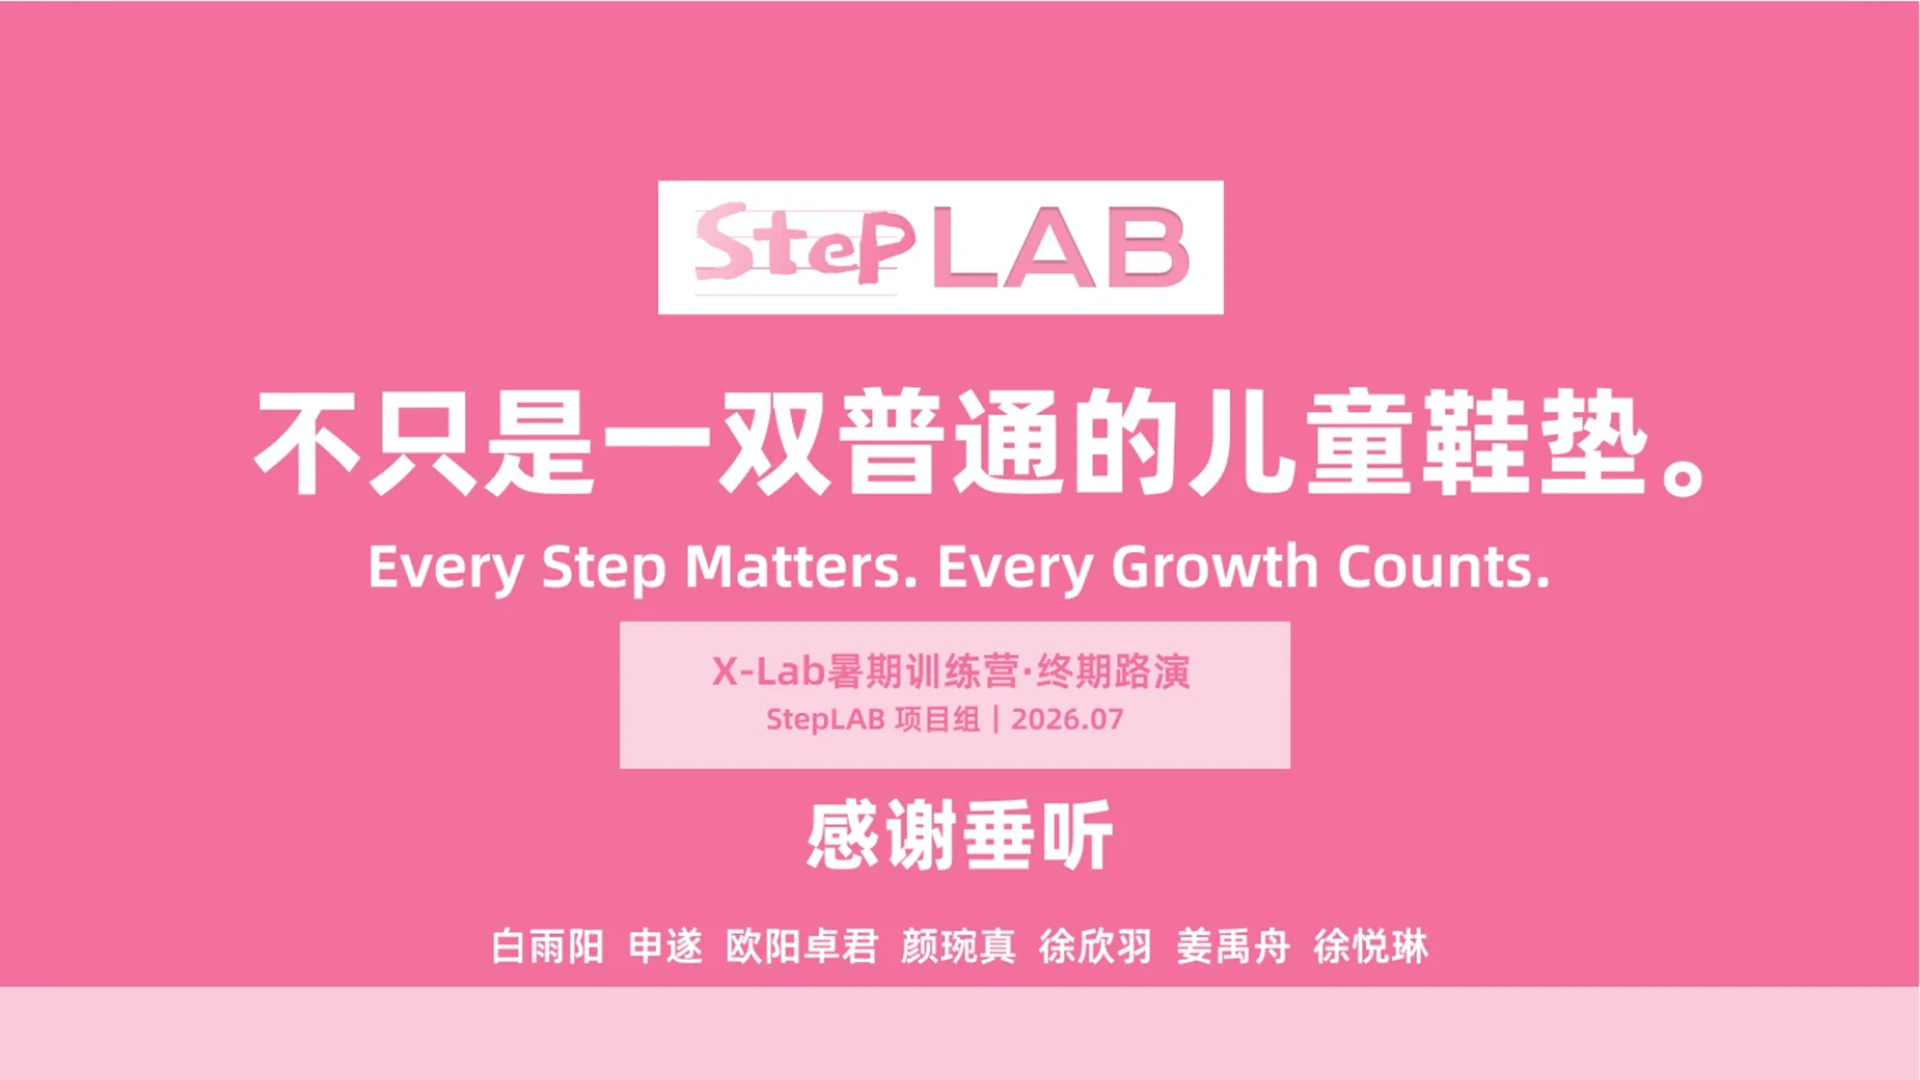 SteP LAB
不只是一双普通的儿童鞋垫。
Every Step Matters. Every Growth Counts.
X-Lab暑期训练营·终期路演
StepLAB 项目组 | 2026.07
感谢垂听
白雨阳 申遂 欧阳卓君 颜琬真 徐欣羽 姜禹舟 徐悦琳